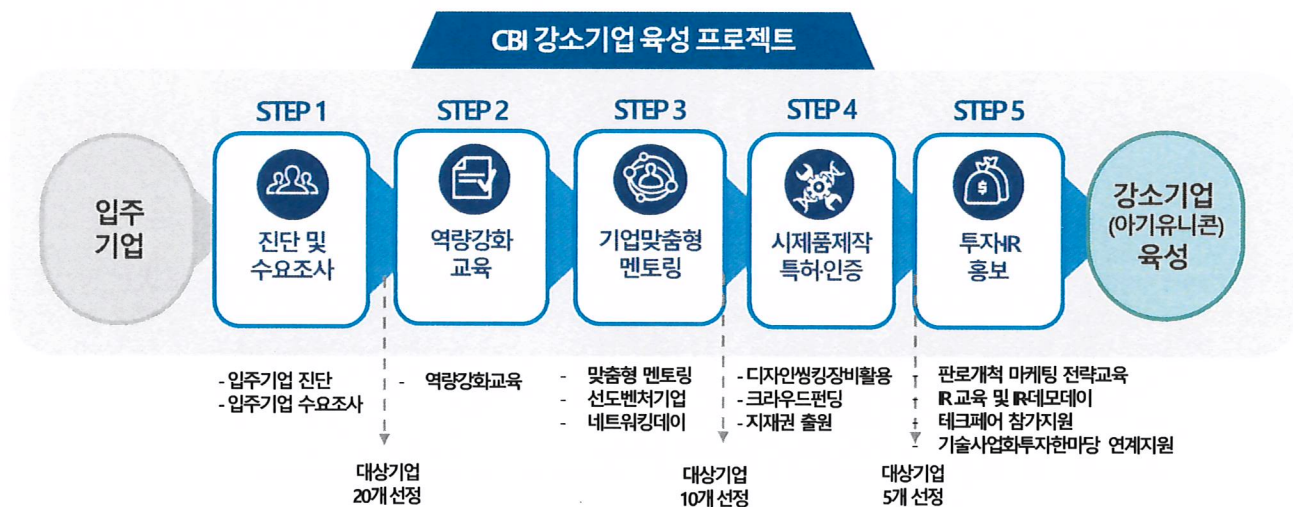 CBI 강소기업 육성 프로젝트
STEP 1
STEP 2
STEP 3
STEP 4
STEP 5
입주
기업
진단 및
수요조사
역량강화
교육
기업맞춤형
멘토링
시제품제작
특허·인증
투자IR
홍보
강소기업
(아기유니콘)
육성
- 입주기업 진단
- 입주기업 수요조사
- 역량강화교육
- 맞춤형 멘토링
- 선도벤처기업
- 네트워킹데이
- 디자인씽킹장비활용
- 크라우드펀딩
- 지재권 출원
- 판로개척 마케팅 전략교육
- IR교육 및 IR데모데이
- 테크페어 참가지원
- 기술사업화투자한마당 연계지원
대상기업
20개 선정
대상기업
10개 선정
대상기업
5개 선정